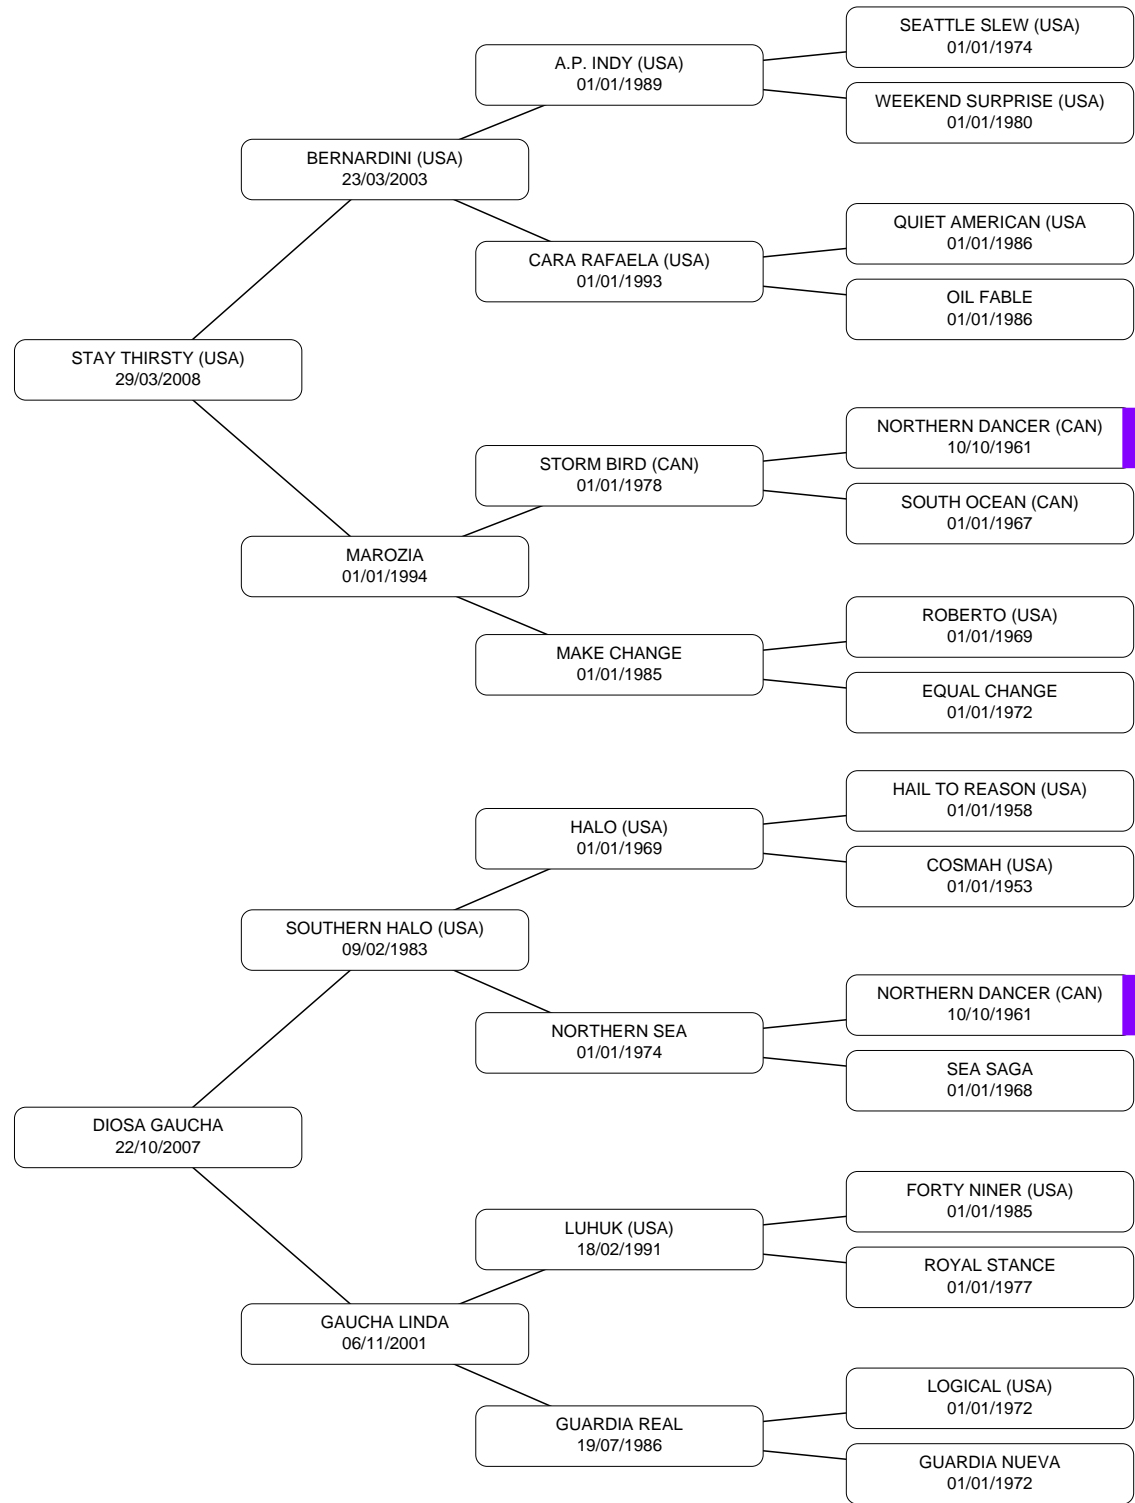 SEATTLE SLEW (USA)
01/01/1974
A.P. INDY (USA)
01/01/1989
WEEKEND SURPRISE (USA)
01/01/1980
BERNARDINI (USA)
23/03/2003
QUIET AMERICAN (USA
01/01/1986
CARA RAFAELA (USA)
01/01/1993
OIL FABLE
01/01/1986
STAY THIRSTY (USA)
29/03/2008
NORTHERN DANCER (CAN)
10/10/1961
STORM BIRD (CAN)
01/01/1978
SOUTH OCEAN (CAN)
01/01/1967
MAROZIA
01/01/1994
ROBERTO (USA)
01/01/1969
MAKE CHANGE
01/01/1985
EQUAL CHANGE
01/01/1972
HAIL TO REASON (USA)
01/01/1958
HALO (USA)
01/01/1969
COSMAH (USA)
01/01/1953
SOUTHERN HALO (USA)
09/02/1983
NORTHERN DANCER (CAN)
10/10/1961
NORTHERN SEA
01/01/1974
SEA SAGA
01/01/1968
DIOSA GAUCHA
22/10/2007
FORTY NINER (USA)
01/01/1985
LUHUK (USA)
18/02/1991
ROYAL STANCE
01/01/1977
GAUCHA LINDA
06/11/2001
LOGICAL (USA)
01/01/1972
GUARDIA REAL
19/07/1986
GUARDIA NUEVA
01/01/1972